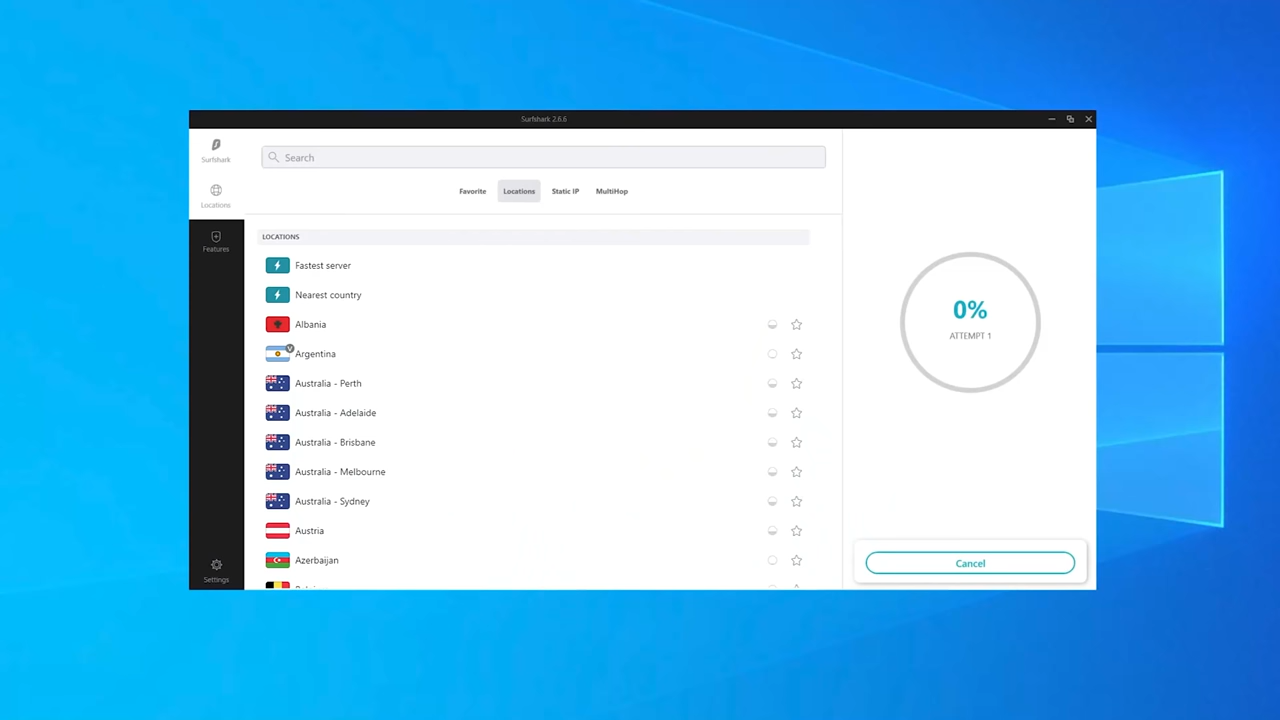 Surfshark 2.6.6
Surfshark
Locations
Features
Settings
Search
Favorite Locations Static IP MultiHop
LOCATIONS
Fastest server
Nearest country
Albania
V
Argentina
Australia - Perth
Australia - Adelaide
Australia - Brisbane
Australia - Melbourne
Australia - Sydney
Austria
Azerbaijan
0%
ATTEMPT 1
Cancel